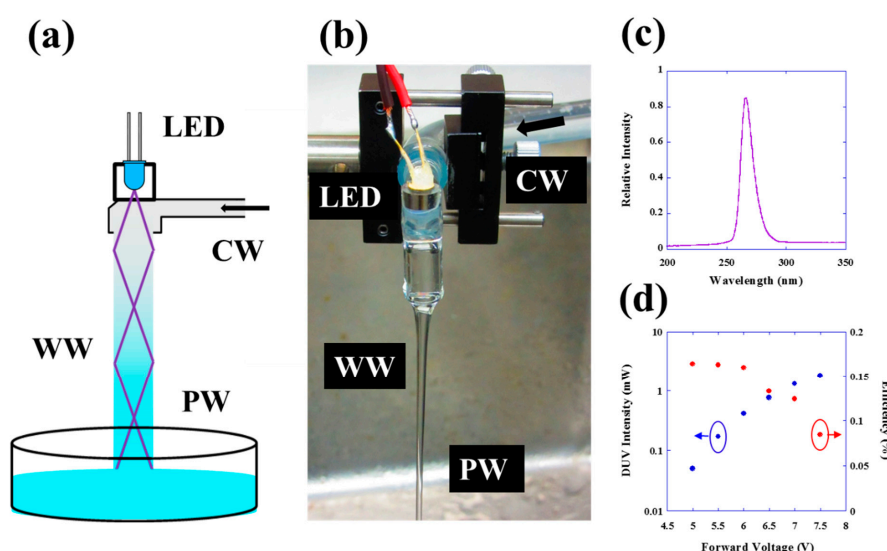 (a)
LED
CW
WW
PW
(b)
LED
CW
WW
PW
(c)
Relative Intensity
1
0.8
0.6
0.4
0.2
0
200
250
300
350
Wavelength (nm)
(d)
DUV Intensity (mW)
10
1
0.1
0.01
0.2
0.15
0.1
0.05
0
Efficiency (%)
4.5
5
5.5
6
6.5
7
7.5
8
Forward Voltage (V)